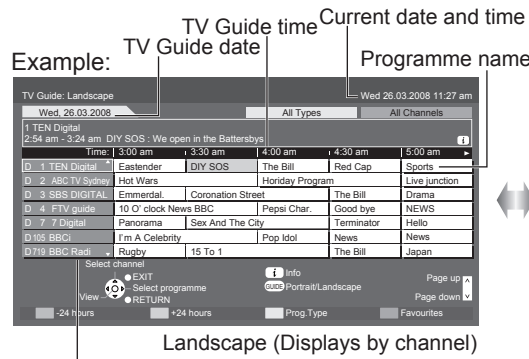 Current date and time
TV Guide time
TV Guide date
Programme name
Example:
TV Guide: Landscape
Wed 26.03.2008 11:27 am
Wed, 26.03.2008
All Types
All Channels
1 TEN Digital
2:54 am - 3:24 am DIY SOS : We open in the Battersbys
i
Time: 3:00 am 3:30 am 4:00 am 4:30 am 5:00 am
D 1 TEN Digital Eastender DIY SOS The Bill Red Cap Sports
D 2 ABC TV Sydney Hot Wars Horiday Program Live junction
D 3 SBS DIGITAL Emmerdal. Coronation Street The Bill Drama
D 4 FTV guide 10 O' clock News BBC Pepsi Char. Good bye NEWS
D 7 7 Digital Panorama Sex And The City Terminator Hello
D105 BBCi I'm A Celebrity Pop Idol News News
D719 BBC Radi Rugby 15 To 1 The Bill Japan
Select channel
EXIT
Select programme
View
RETURN
i Info
GUIDE Portrait/Landscape
Page up
Page down
-24 hours +24 hours Prog.Type Favourites
Landscape (Displays by channel)